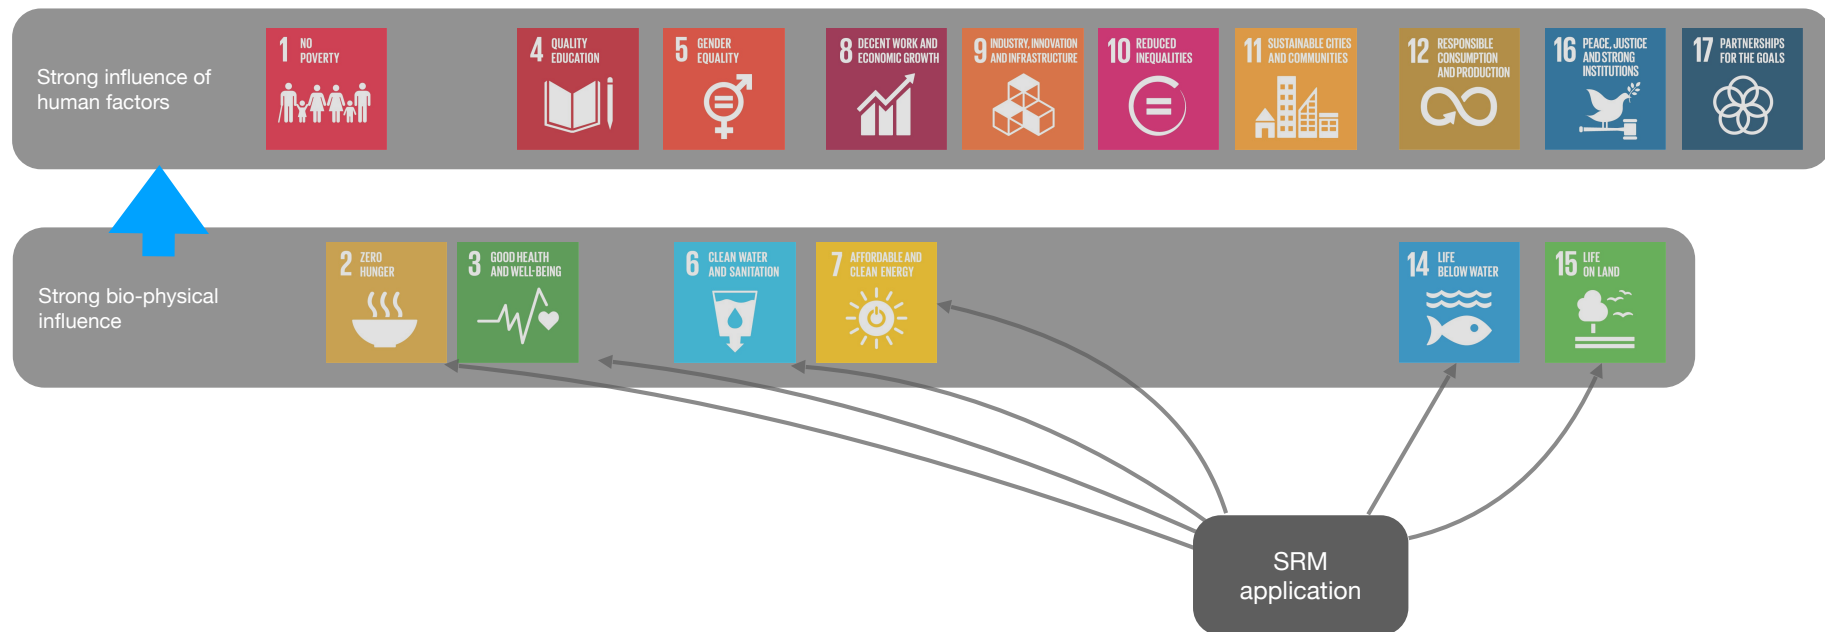 Strong influence of
human factors
1 NO
POVERTY
4 QUALITY
EDUCATION
5 GENDER
EQUALITY
8 DECENT WORK AND
ECONOMIC GROWTH
9 INDUSTRY, INNOVATION
AND INFRASTRUCTURE
10 REDUCED
INEQUALITIES
11 SUSTAINABLE CITIES
AND COMMUNITIES
12 RESPONSIBLE
CONSUMPTION
AND PRODUCTION
16 PEACE, JUSTICE
AND STRONG
INSTITUTIONS
17 PARTNERSHIPS
FOR THE GOALS
Strong bio-physical
influence
2 ZERO
HUNGER
3 GOOD HEALTH
AND WELL-BEING
6 CLEAN WATER
AND SANITATION
7 AFFORDABLE AND
CLEAN ENERGY
14 LIFE
BELOW WATER
15 LIFE
ON LAND
SRM
application